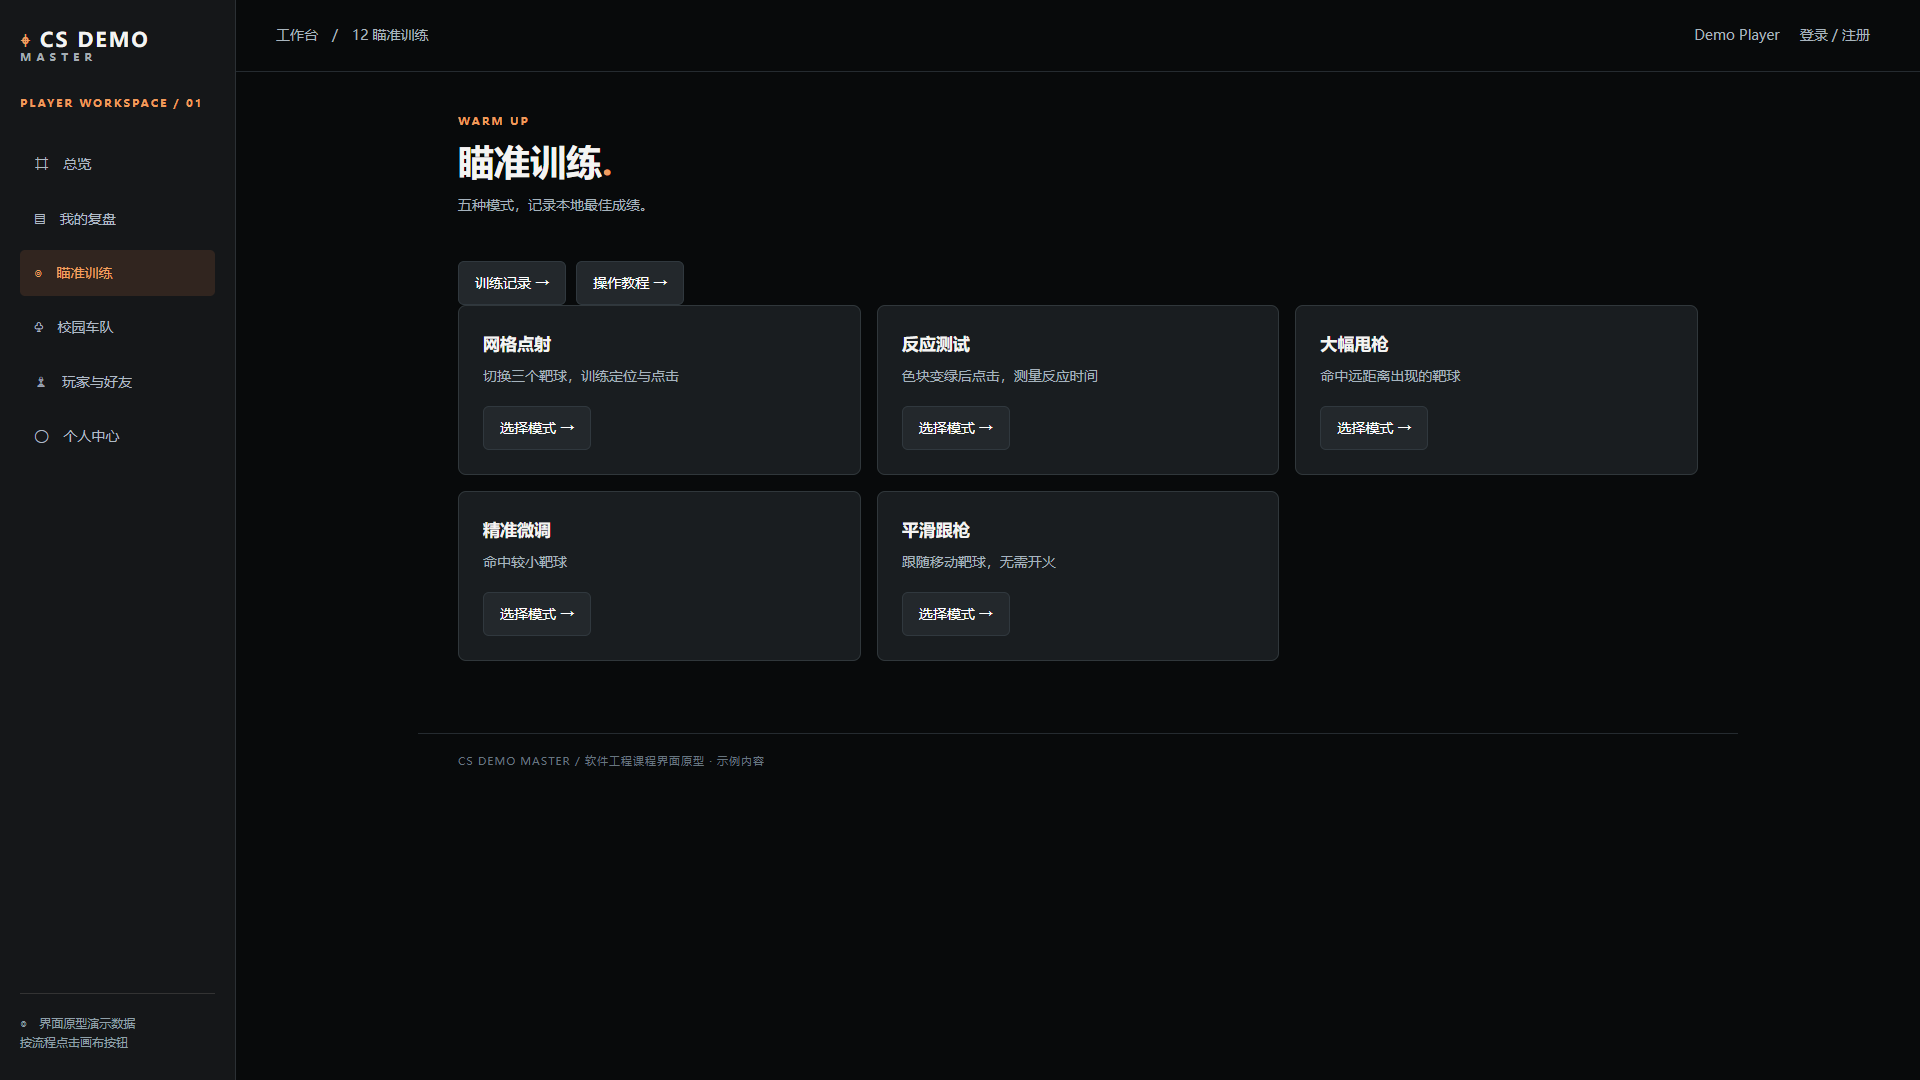 CS DEMO
MASTER
PLAYER WORKSPACE / 01
总览
我的复盘
瞄准训练
校园车队
玩家与好友
个人中心
界面原型演示数据
按流程点击画布按钮
工作台 / 12 瞄准训练
Demo Player 登录 / 注册
WARM UP
瞄准训练.
五种模式，记录本地最佳成绩。
训练记录 → 操作教程 →
网格点射
切换三个靶球，训练定位与点击
选择模式 →
反应测试
色块变绿后点击，测量反应时间
选择模式 →
大幅甩枪
命中远距离出现的靶球
选择模式 →
精准微调
命中较小靶球
选择模式 →
平滑跟枪
跟随移动靶球，无需开火
选择模式 →
CS DEMO MASTER / 软件工程课程界面原型 · 示例内容